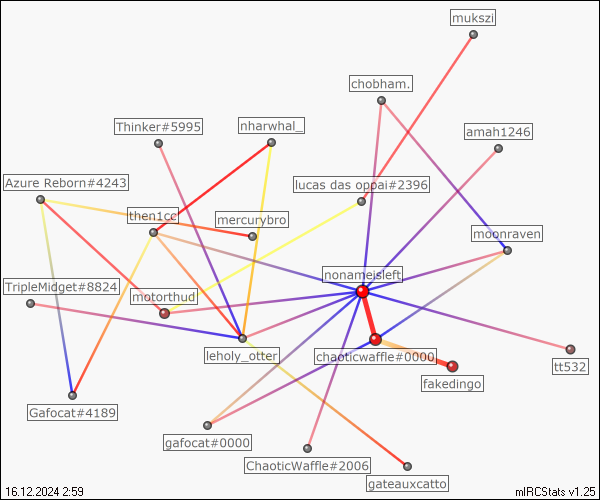 mukszi
chobham.
Thinker#5995
nharwhal_
amah1246
Azure Reborn#4243
lucas das oppai#2396
then1cc
mercurybro
moonraven
nonameisleft
TripleMidget#8824
motorthud
leholy_otter
chaoticwaffle#0000
tt532
fakedingo
Gafocat#4189
gafocat#0000
ChaoticWaffle#2006
gateauxcatto
16.12.2024 2:59
mIRCStats v1.25